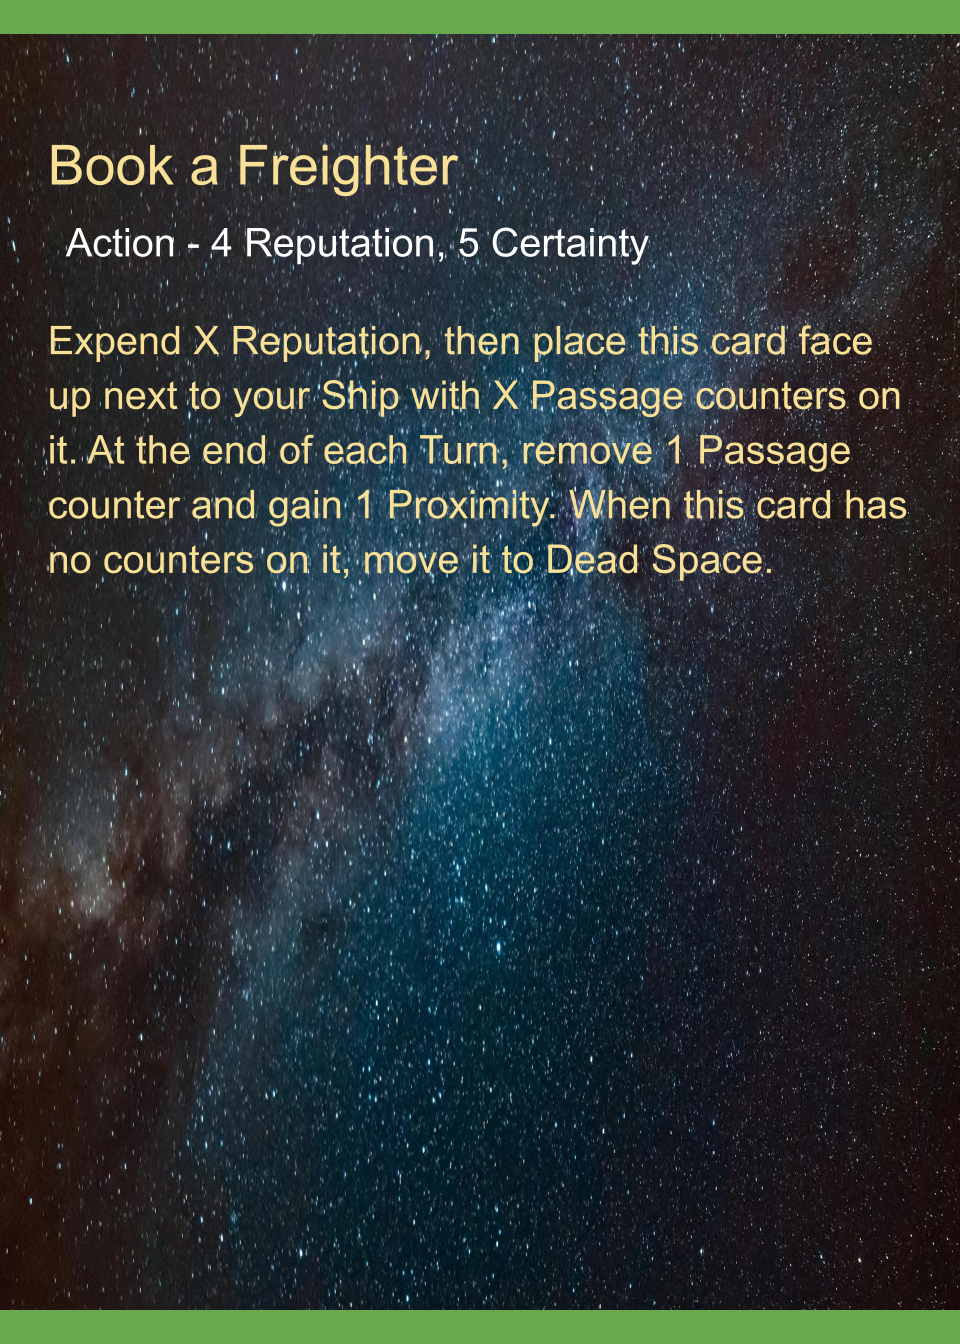 Book a Freighter
Action - 4 Reputation, 5 Certainty
Expend X Reputation, then place this card face
up next to your Ship with X Passage counters on
it. At the end of each Turn, remove 1 Passage
counter and gain 1 Proximity. When this card has
no counters on it, move it to Dead Space.